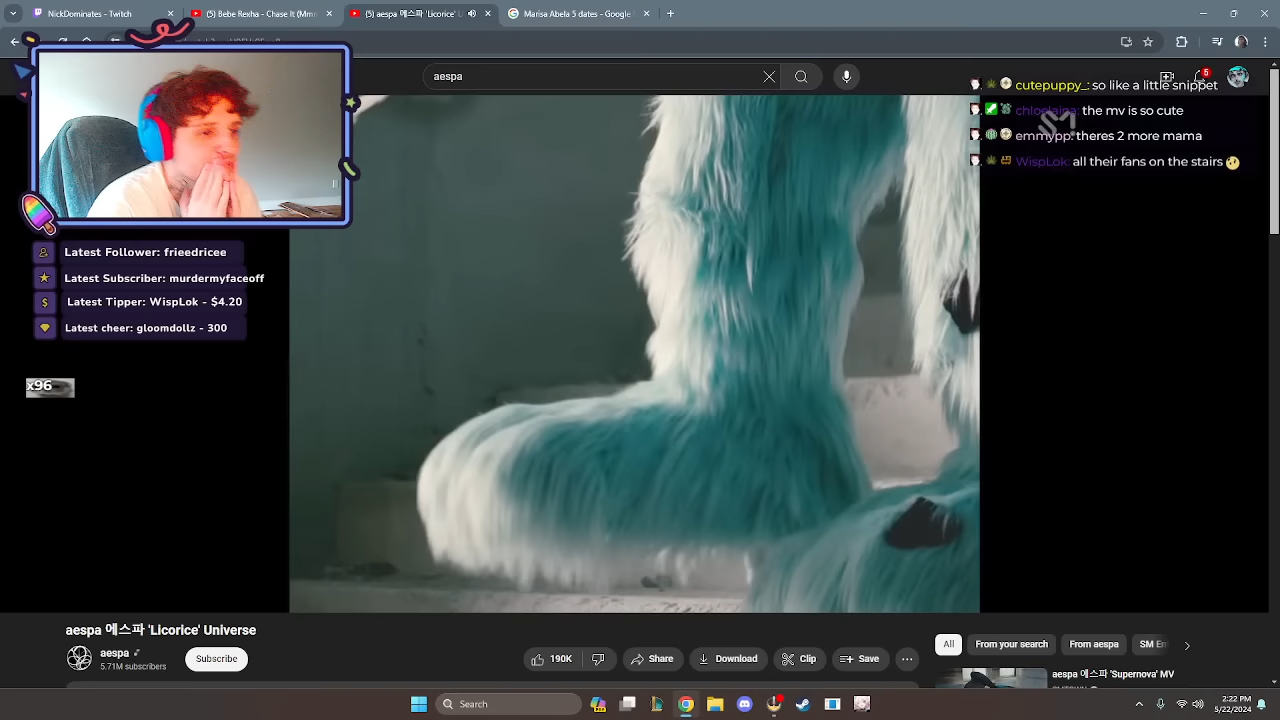 NickDominates - Twitch
(5) Bebe Rexha - Chase It (Mm
(5) aespa 에스파 'Licorice' U
Marisa Abela 5 dates - Google S
aespa
5
cutepuppy_: so like a little snippet
chloelaina: the mv is so cute
emmypp: theres 2 more mama
WispLok: all their fans on the stairs
Latest Follower: frieedricee
Latest Subscriber: murdermyfaceoff
Latest Tipper: WispLok - $4.20
Latest cheer: gloomdollz - 300
x96
aespa 에스파 'Licorice' Universe
aespa
5.71M subscribers
Subscribe
190K
Share
Download
Clip
Save
All
From your search
From aespa
SM En
aespa 에스파 'Supernova' MV
Search
2:22 PM
5/22/2024